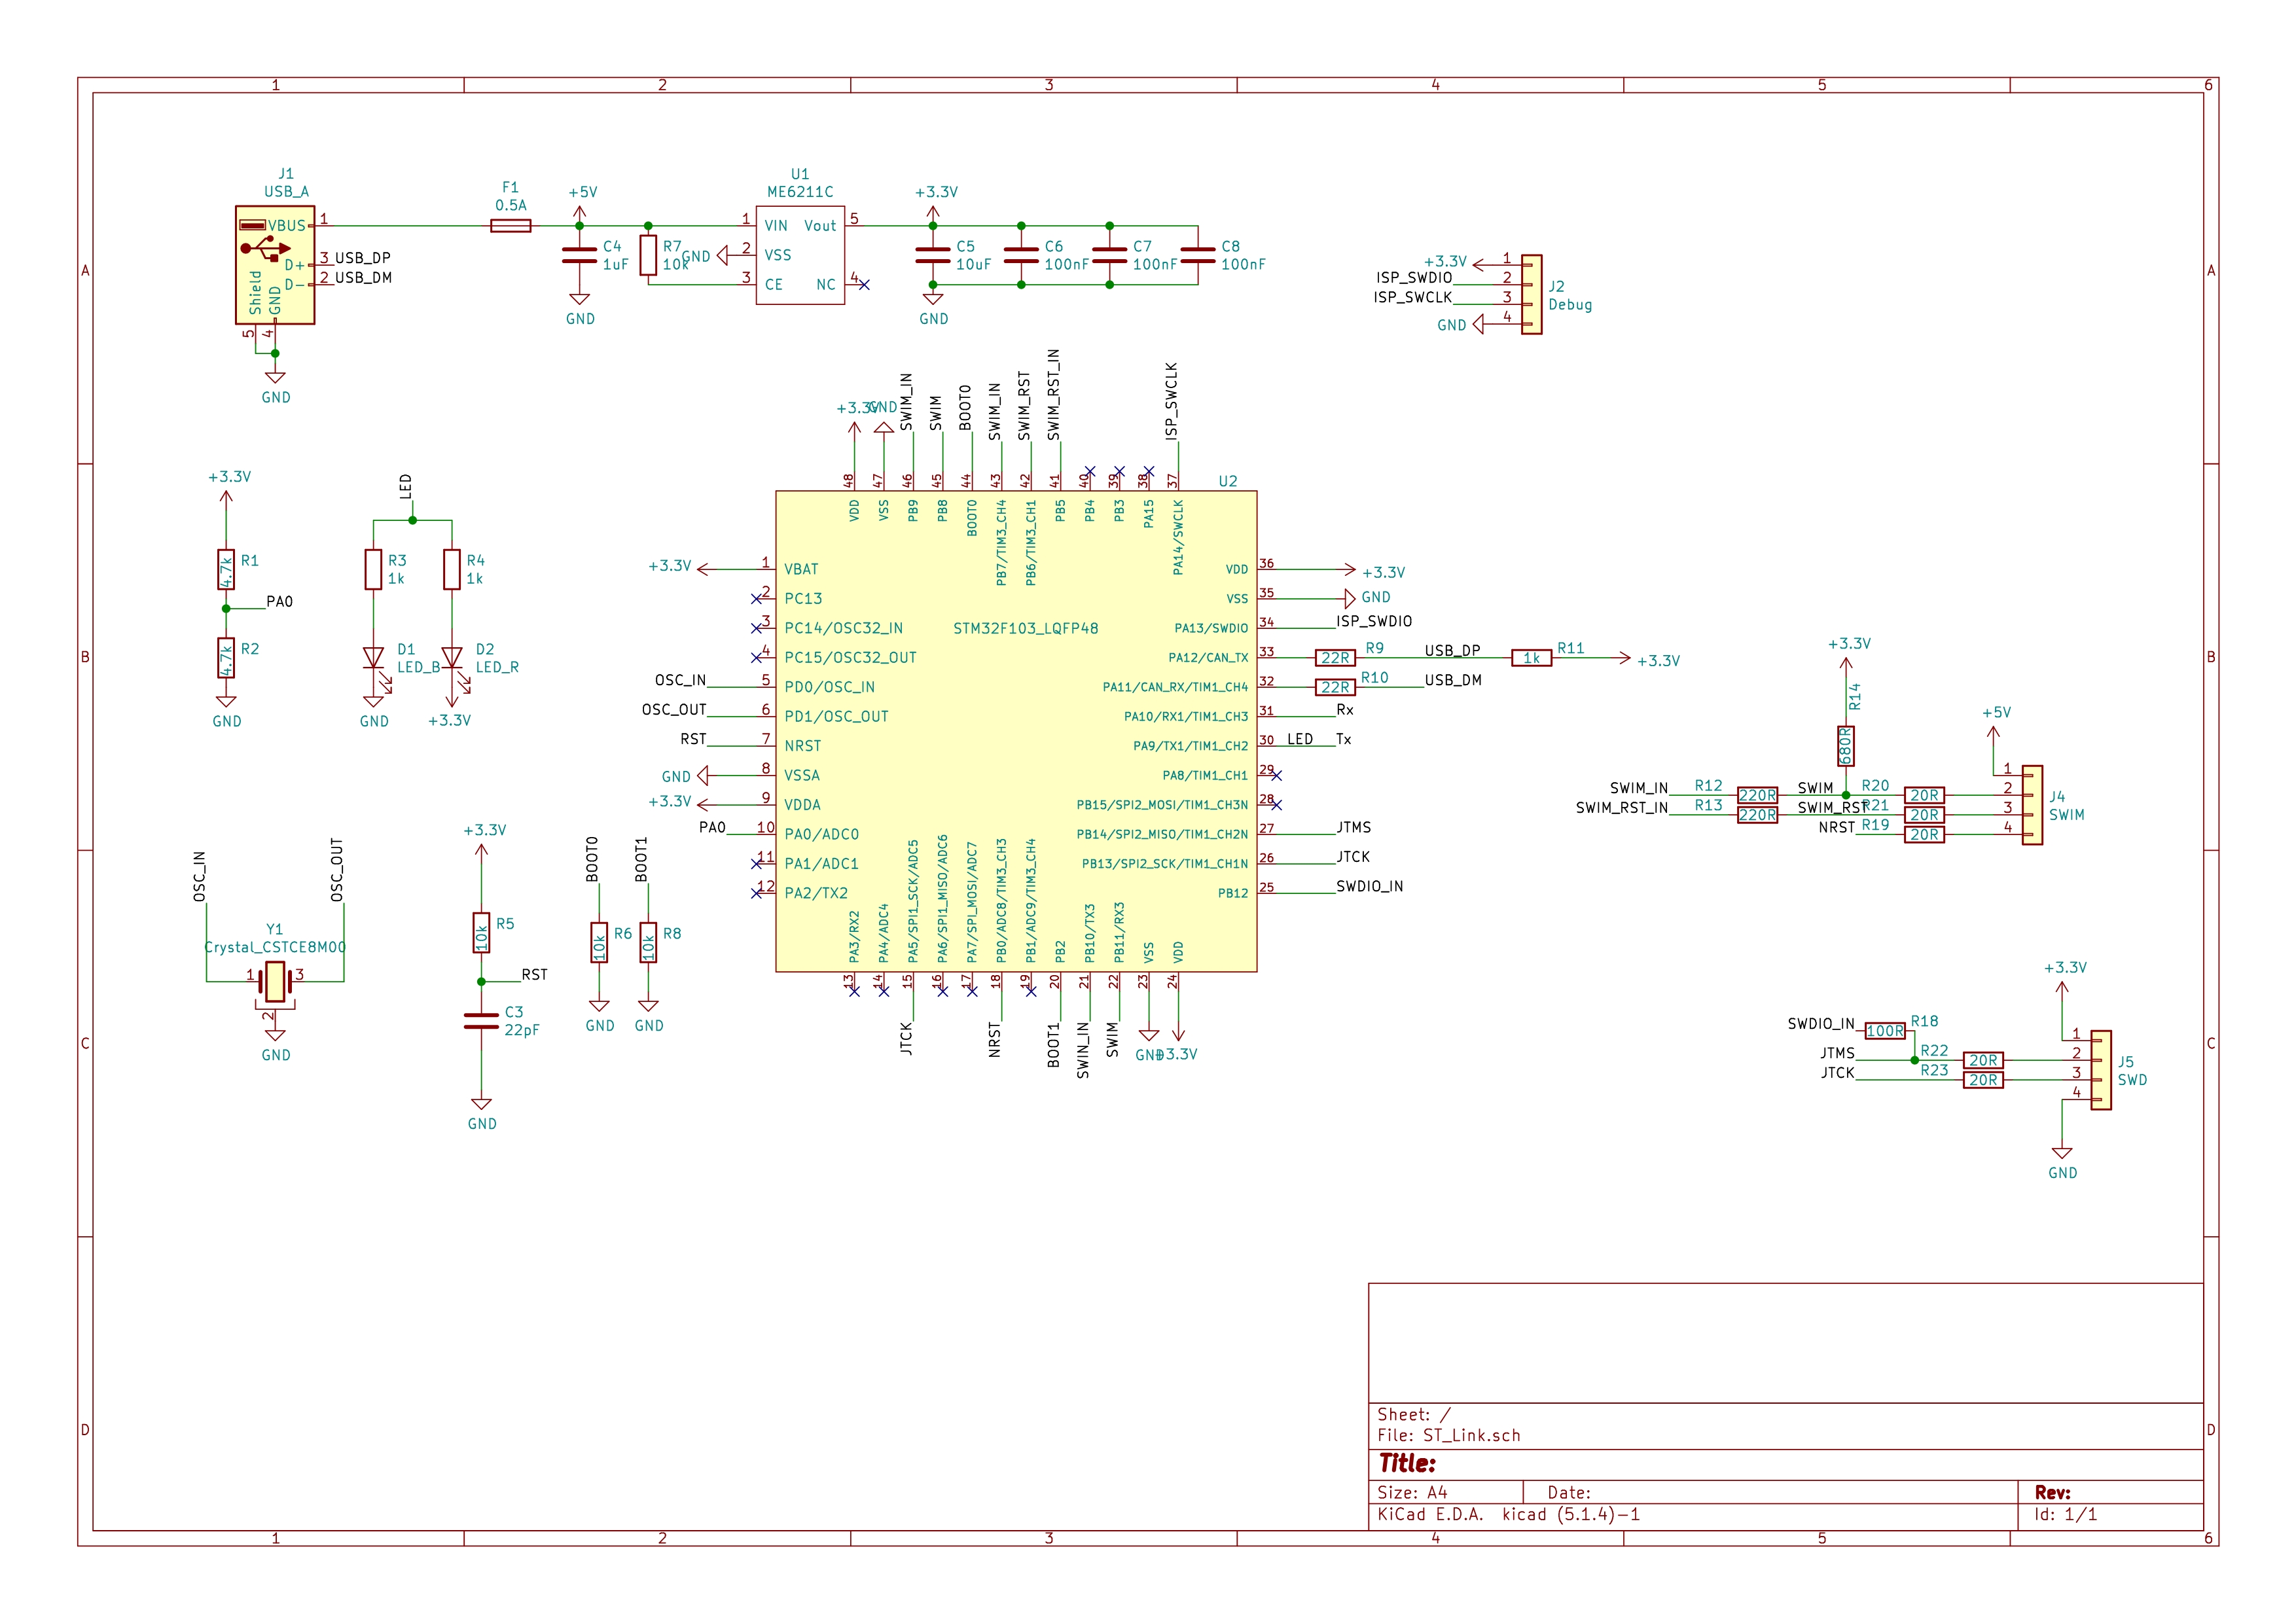 1 2 3 4 5 6
A
B
C
D
J1
USB_A
VBUS 1
D+ 3 USB_DP
D- 2 USB_DM
Shield
GND
5
4
GND
F1
0.5A
+5V
C4
1uF
GND
R7
10k
GND
U1
ME6211C
1 VIN Vout 5
2 VSS
3 CE NC 4
+3.3V
C5
10uF
C6
100nF
C7
100nF
C8
100nF
GND
+3.3V 1
ISP_SWDIO 2
ISP_SWCLK 3
GND 4
J2
Debug
+3.3V
R1
4.7k
PA0
R2
4.7k
GND
LED
R3
1k
R4
1k
D1
LED_B
D2
LED_R
GND
+3.3V
OSC_IN
OSC_OUT
Y1
Crystal_CSTCE8M00
1 3
2
GND
+3.3V
R5
10k
RST
C3
22pF
GND
BOOT0
BOOT1
R6
10k
R8
10k
GND GND
U2
STM32F103_LQFP48
+3.3V 48 VDD
GND 47 VSS
SWIM_IN 46 PB9
SWIM 45 PB8
BOOT0 44 BOOT0
SWIM_IN 43 PB7/TIM3_CH4
SWIM_RST 42 PB6/TIM3_CH1
SWIM_RST_IN 41 PB5
40 PB4
39 PB3
38 PA15
ISP_SWCLK 37 PA14/SWCLK
+3.3V 1 VBAT
2 PC13
3 PC14/OSC32_IN
4 PC15/OSC32_OUT
OSC_IN 5 PD0/OSC_IN
OSC_OUT 6 PD1/OSC_OUT
RST 7 NRST
GND 8 VSSA
+3.3V 9 VDDA
PA0 10 PA0/ADC0
11 PA1/ADC1
12 PA2/TX2
VDD 36 +3.3V
VSS 35 GND
PA13/SWDIO 34 ISP_SWDIO
PA12/CAN_TX 33 22R R9 USB_DP 1k R11 +3.3V
PA11/CAN_RX/TIM1_CH4 32 22R R10 USB_DM
PA10/RX1/TIM1_CH3 31 Rx
PA9/TX1/TIM1_CH2 30 LED Tx
PA8/TIM1_CH1 29
PB15/SPI2_MOSI/TIM1_CH3N 28
PB14/SPI2_MISO/TIM1_CH2N 27 JTMS
PB13/SPI2_SCK/TIM1_CH1N 26 JTCK
PB12 25 SWDIO_IN
PA3/RX2 13
PA4/ADC4 14
PA5/SPI1_SCK/ADC5 15 JTCK
PA6/SPI1_MISO/ADC6 16
PA7/SPI_MOSI/ADC7 17
PB0/ADC8/TIM3_CH3 18 NRST
PB1/ADC9/TIM3_CH4 19
PB2 20 BOOT1
PB10/TX3 21 SWIN_IN
PB11/RX3 22 SWIM
VSS 23 GND
VDD 24 +3.3V
+3.3V
R14
680R
+5V
1
SWIM_IN R12 220R SWIM R20 20R 2
SWIM_RST_IN R13 220R SWIM_RST R21 20R 3
NRST R19 20R 4
J4
SWIM
+3.3V
SWDIO_IN 100R R18
1
JTMS R22 20R 2
JTCK R23 20R 3
4
J5
SWD
GND
Sheet: /
File: ST_Link.sch
Title:
Size: A4 Date: Rev:
KiCad E.D.A. kicad (5.1.4)-1 Id: 1/1
A
B
C
D
1 2 3 4 5 6